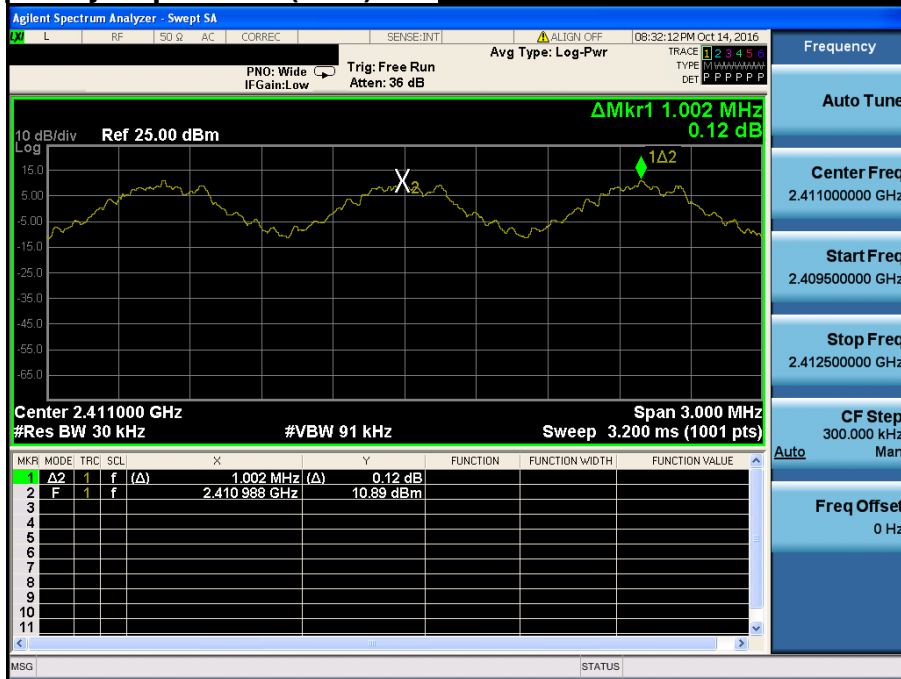 Agilent Spectrum Analyzer - Swept SA
LXI L RF 50 Ω AC CORREC SENSE:INT ALIGN OFF 08:32:12 PM Oct 14, 2016
Avg Type: Log-Pwr TRACE 1 2 3 4 5 6
PNO: Wide Trig: Free Run TYPE M W W W W W
IFGain:Low Atten: 36 dB DET P P P P P P
ΔMkr1 1.002 MHz
10 dB/div Ref 25.00 dBm 0.12 dB
Log
15.0
5.00
-5.00
-15.0
-25.0
-35.0
-45.0
-55.0
-65.0
1Δ2
X2
Center 2.411000 GHz Span 3.000 MHz
#Res BW 30 kHz #VBW 91 kHz Sweep 3.200 ms (1001 pts)
MKR MODE TRC SCL X Y FUNCTION FUNCTION WIDTH FUNCTION VALUE
1 Δ2 1 f (Δ) 1.002 MHz (Δ) 0.12 dB
2 F 1 f 2.410 988 GHz 10.89 dBm
3
4
5
6
7
8
9
10
11
MSG STATUS
Frequency
Auto Tune
Center Freq
2.411000000 GHz
Start Freq
2.409500000 GHz
Stop Freq
2.412500000 GHz
CF Step
300.000 kHz
Auto Man
Freq Offset
0 Hz